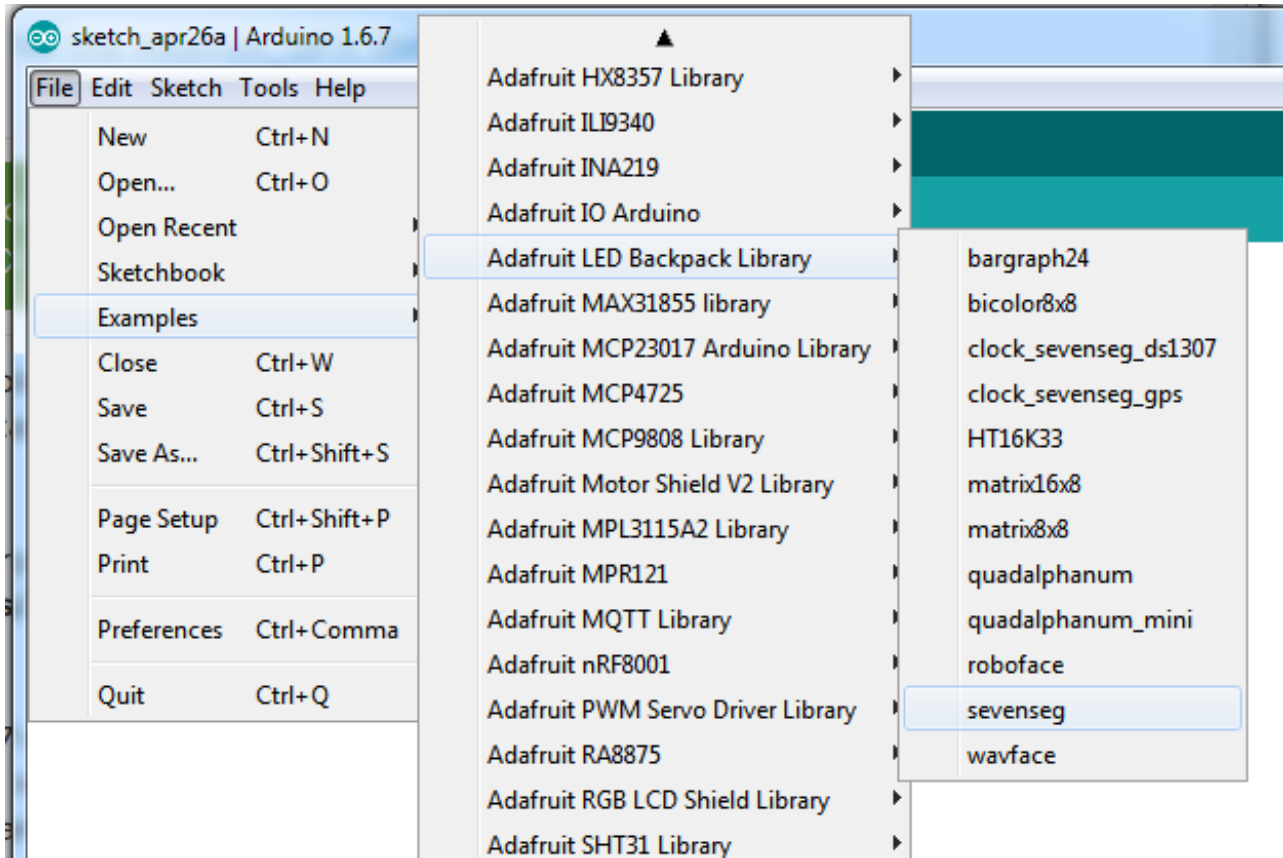 sketch_apr26a | Arduino 1.6.7
File Edit Sketch Tools Help
New Ctrl+N
Open... Ctrl+O
Open Recent
Sketchbook
Examples
Close Ctrl+W
Save Ctrl+S
Save As... Ctrl+Shift+S
Page Setup Ctrl+Shift+P
Print Ctrl+P
Preferences Ctrl+Comma
Quit Ctrl+Q
Adafruit HX8357 Library
Adafruit ILI9340
Adafruit INA219
Adafruit IO Arduino
Adafruit LED Backpack Library
Adafruit MAX31855 library
Adafruit MCP23017 Arduino Library
Adafruit MCP4725
Adafruit MCP9808 Library
Adafruit Motor Shield V2 Library
Adafruit MPL3115A2 Library
Adafruit MPR121
Adafruit MQTT Library
Adafruit nRF8001
Adafruit PWM Servo Driver Library
Adafruit RA8875
Adafruit RGB LCD Shield Library
Adafruit SHT31 Library
bargraph24
bicolor8x8
clock_sevenseg_ds1307
clock_sevenseg_gps
HT16K33
matrix16x8
matrix8x8
quadalphanum
quadalphanum_mini
roboface
sevenseg
wavface